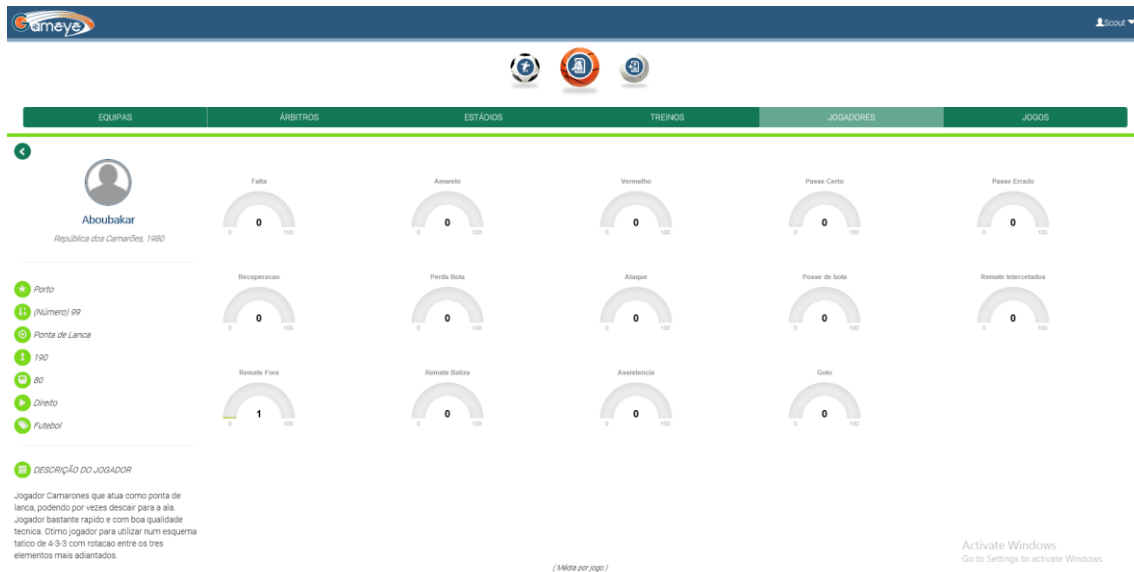 Gameye
Scout
EQUIPAS
ÁRBITROS
ESTÁDIOS
TREINOS
JOGADORES
JOGOS
Aboubakar
República dos Camarões, 1980
Porto
(Número) 99
Ponta de Lanca
190
80
Direito
Futebol
DESCRIÇÃO DO JOGADOR
Jogador Camarones que atua como ponta de
lanca, podendo por vezes descair para a ala.
Jogador bastante rapido e com boa qualidade
tecnica. Otimo jogador para utilizar num esquema
tatico de 4-3-3 com rotacao entre os tres
elementos mais adiantados.
Falta
0
0 100
Amarelo
0
0 100
Vermelho
0
0 100
Passe Certo
0
0 100
Passe Errado
0
0 100
Recuperacao
0
0 100
Perda Bola
0
0 100
Ataque
0
0 100
Posse de bola
0
0 100
Remate Intercetados
0
0 100
Remate Fora
1
0 100
Remate Baliza
0
0 100
Assistencia
0
0 100
Golo
0
0 100
( Média por jogo )
Activate Windows
Go to Settings to activate Windows.